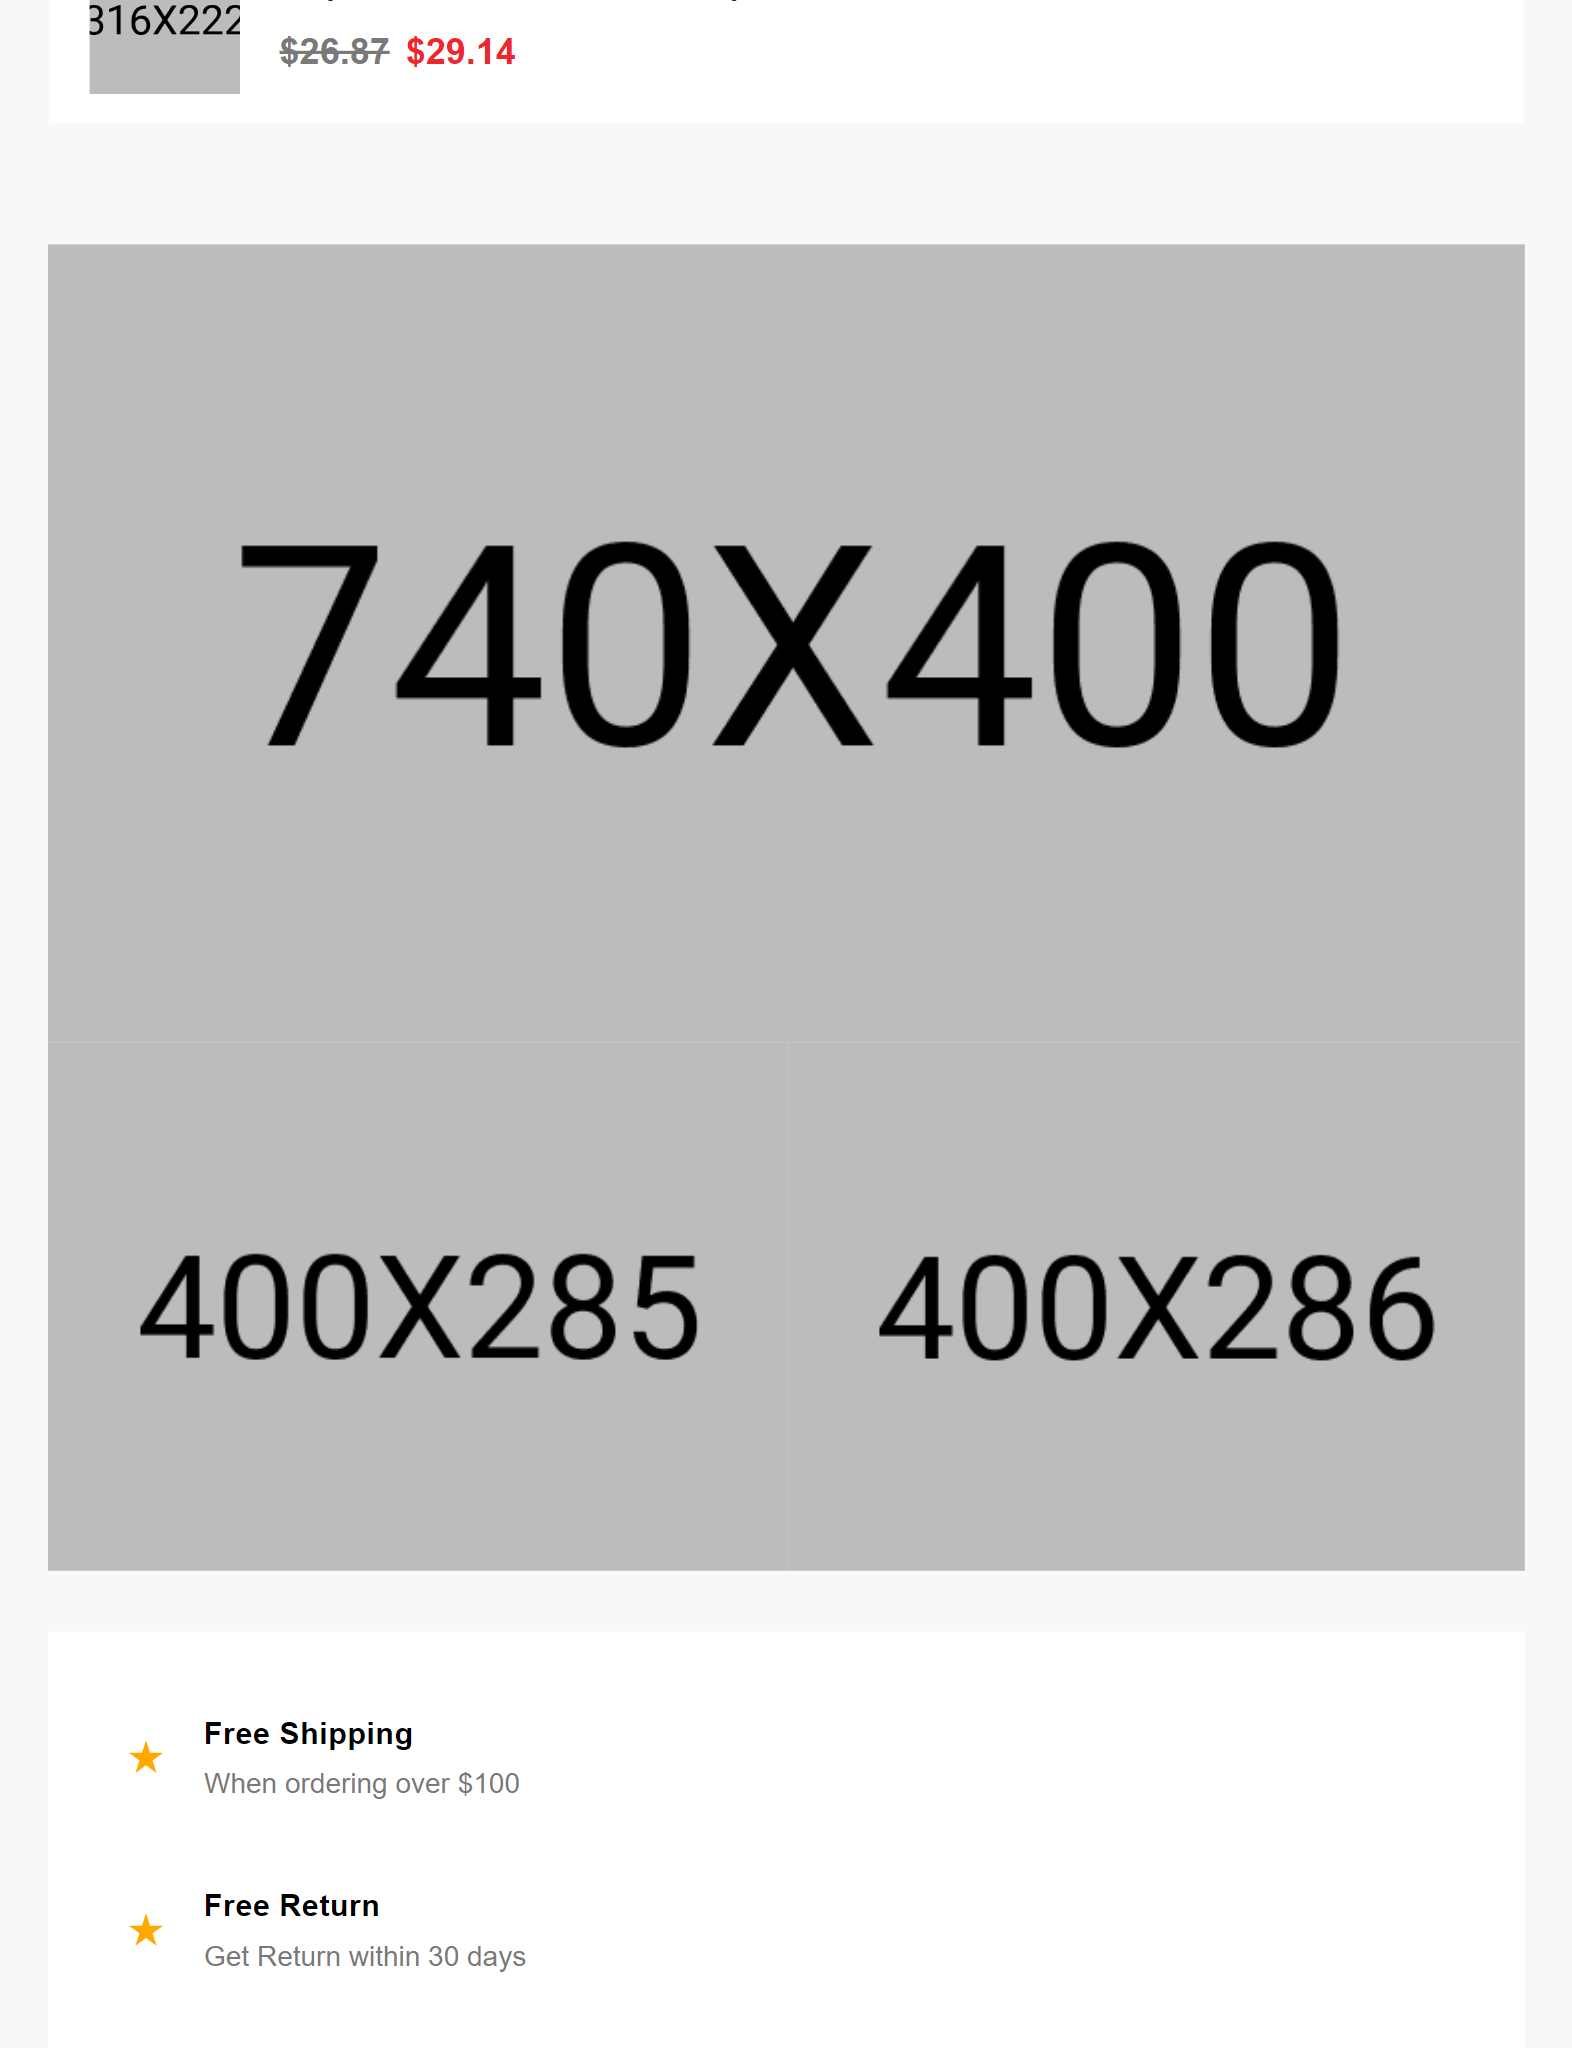 316X222
$26.87 $29.14
740X400
400X285 400X286
Free Shipping
When ordering over $100
Free Return
Get Return within 30 days